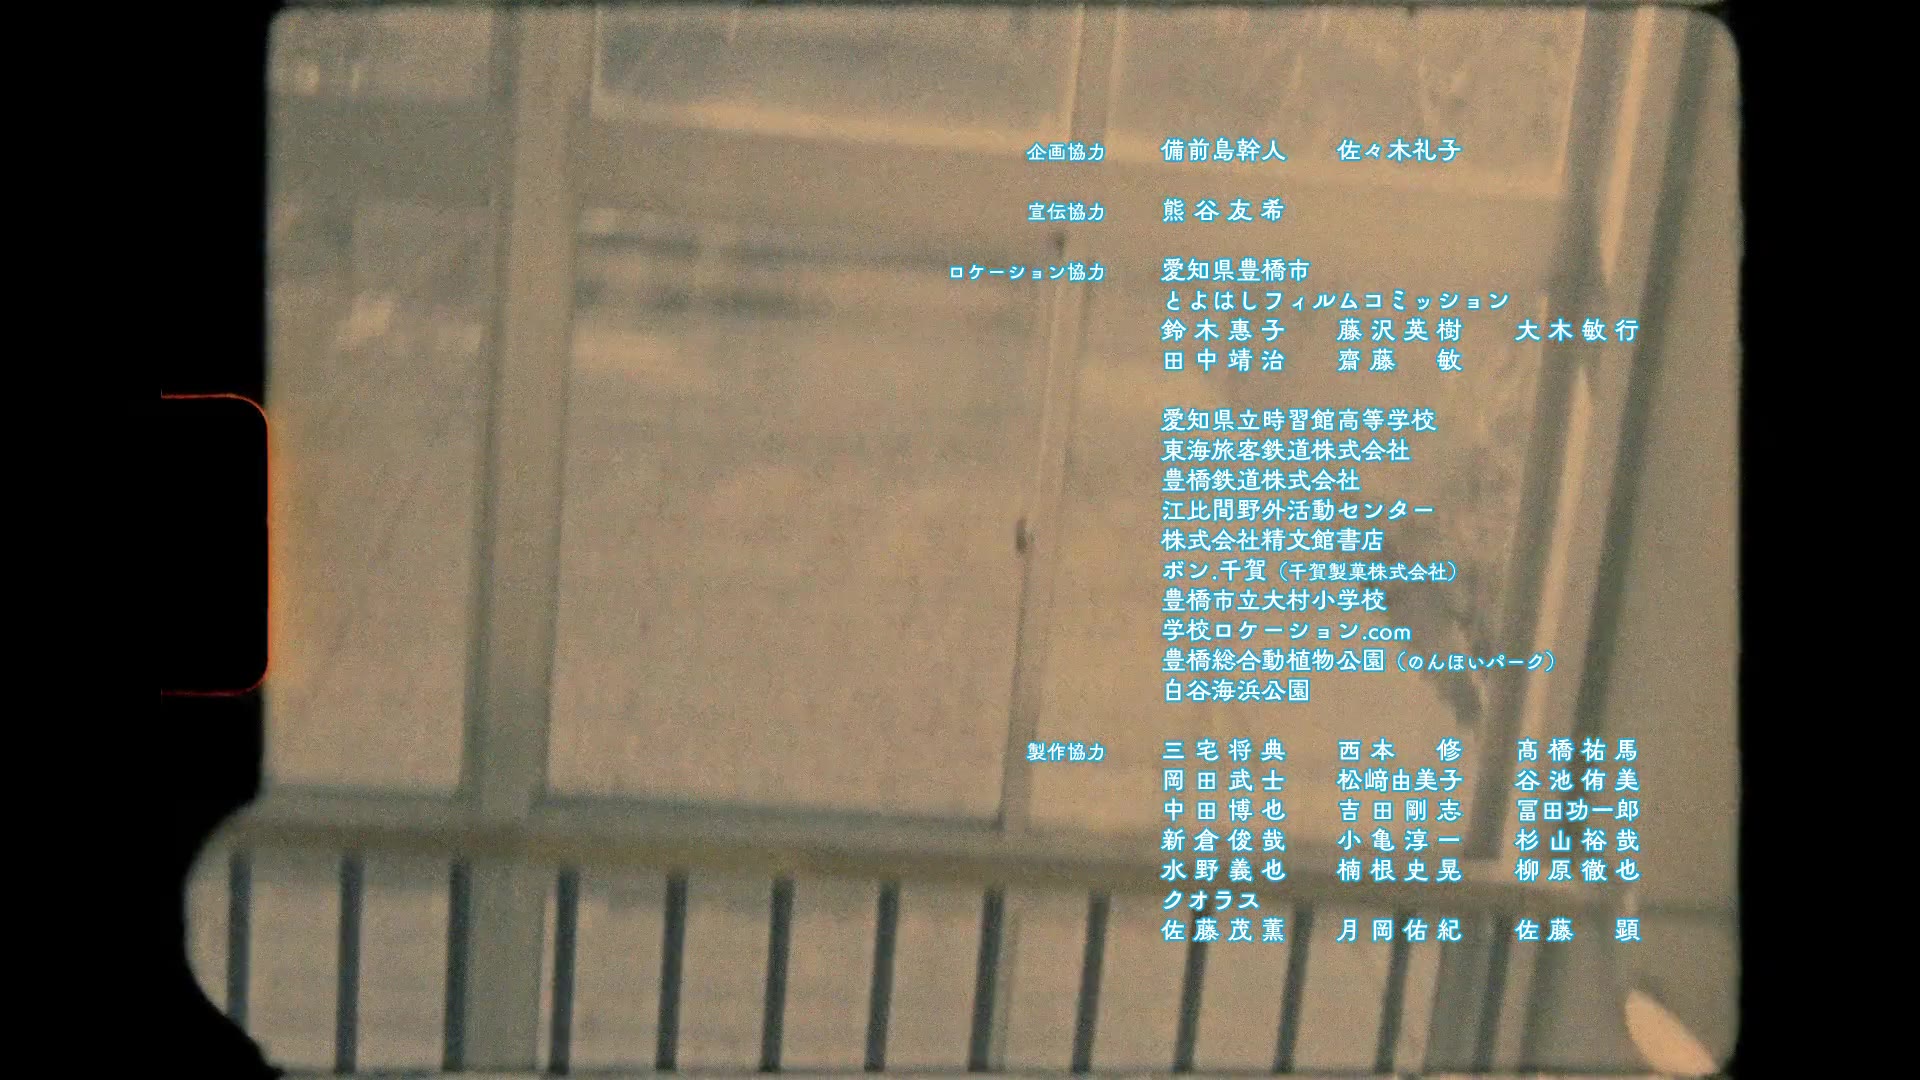 企画協力　備前島幹人　佐々木礼子
宣伝協力　熊谷友希
ロケーション協力　愛知県豊橋市
とよはしフィルムコミッション
鈴木惠子　藤沢英樹　大木敏行
田中靖治　齋藤　敏
愛知県立時習館高等学校
東海旅客鉄道株式会社
豊橋鉄道株式会社
江比間野外活動センター
株式会社精文館書店
ボン.千賀（千賀製菓株式会社）
豊橋市立大村小学校
学校ロケーション.com
豊橋総合動植物公園（のんほいパーク）
白谷海浜公園
製作協力　三宅将典　西本　修　髙橋祐馬
岡田武士　松﨑由美子　谷池侑美
中田博也　吉田剛志　冨田功一郎
新倉俊哉　小亀淳一　杉山裕哉
水野義也　楠根史晃　柳原徹也
クオラス
佐藤茂薫　月岡佑紀　佐藤　顕